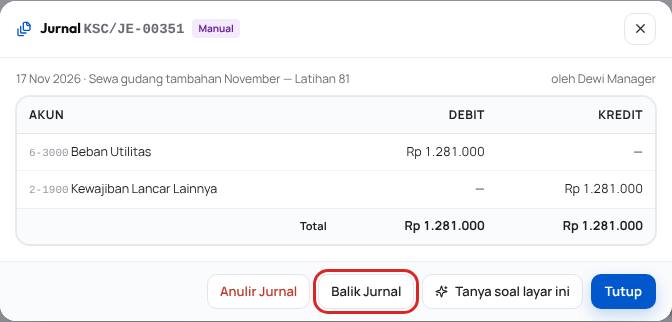 Jurnal KSC/JE-00351 Manual
17 Nov 2026 · Sewa gudang tambahan November — Latihan 81 oleh Dewi Manager
AKUN DEBIT KREDIT
6-3000 Beban Utilitas Rp 1.281.000 —
2-1900 Kewajiban Lancar Lainnya — Rp 1.281.000
Total Rp 1.281.000 Rp 1.281.000
Anulir Jurnal Balik Jurnal Tanya soal layar ini Tutup